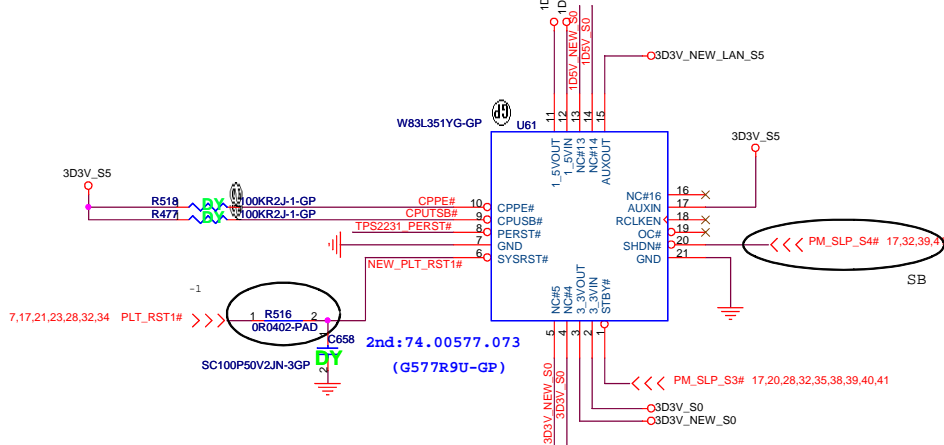 1D5V_NEW_S0
1D5V_S0
3D3V_NEW_LAN_S5
11
12
13
14
15
W83L351YG-GP
U61
3D3V_S5
1_5VOUT
1_5VIN
NC#13
NC#14
AUXOUT
3D3V_S5
R518
DY
100KR2J-1-GP
CPPE#
10
CPPE#
NC#16
16
R477
DY
100KR2J-1-GP
CPUTSB#
9
CPUSB#
AUXIN
17
TPS2231_PERST#
8
PERST#
RCLKEN
18
7
GND
OC#
19
NEW_PLT_RST1#
6
SYSRST#
SHDN#
20
PM_SLP_S4#
17,32,39,4
GND
21
SB
-1
NC#5
NC#4
3_3VOUT
3_3VIN
STBY#
7,17,21,23,28,32,34
PLT_RST1#
1
R516
2
0R0402-PAD
5
4
3
2
1
C658
DY
2
SC100P50V2JN-3GP
2nd:74.00577.073
(G577R9U-GP)
3D3V_NEW_S0
3D3V_S0
PM_SLP_S3#
17,20,28,32,35,38,39,40,41
3D3V_S0
3D3V_NEW_S0